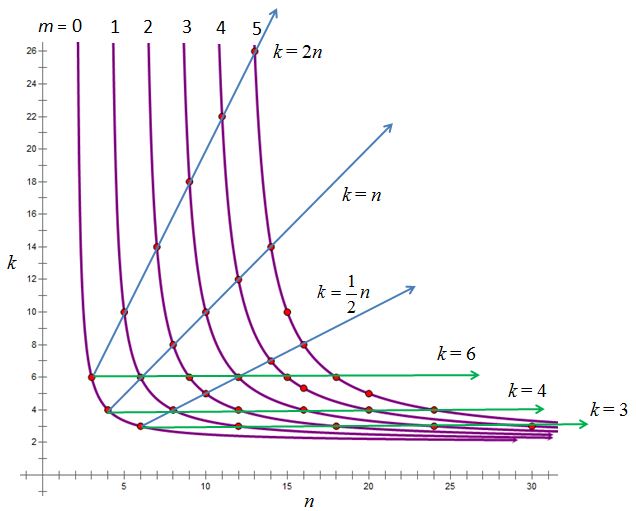 m = 0 1 2 3 4 5
k = 2n
26
24
22
20
18
16
14
12
10
8
6
4
2
k = n
k
k = 1/2 n
k = 6
k = 4
k = 3
5 10 15 20 25 30
n